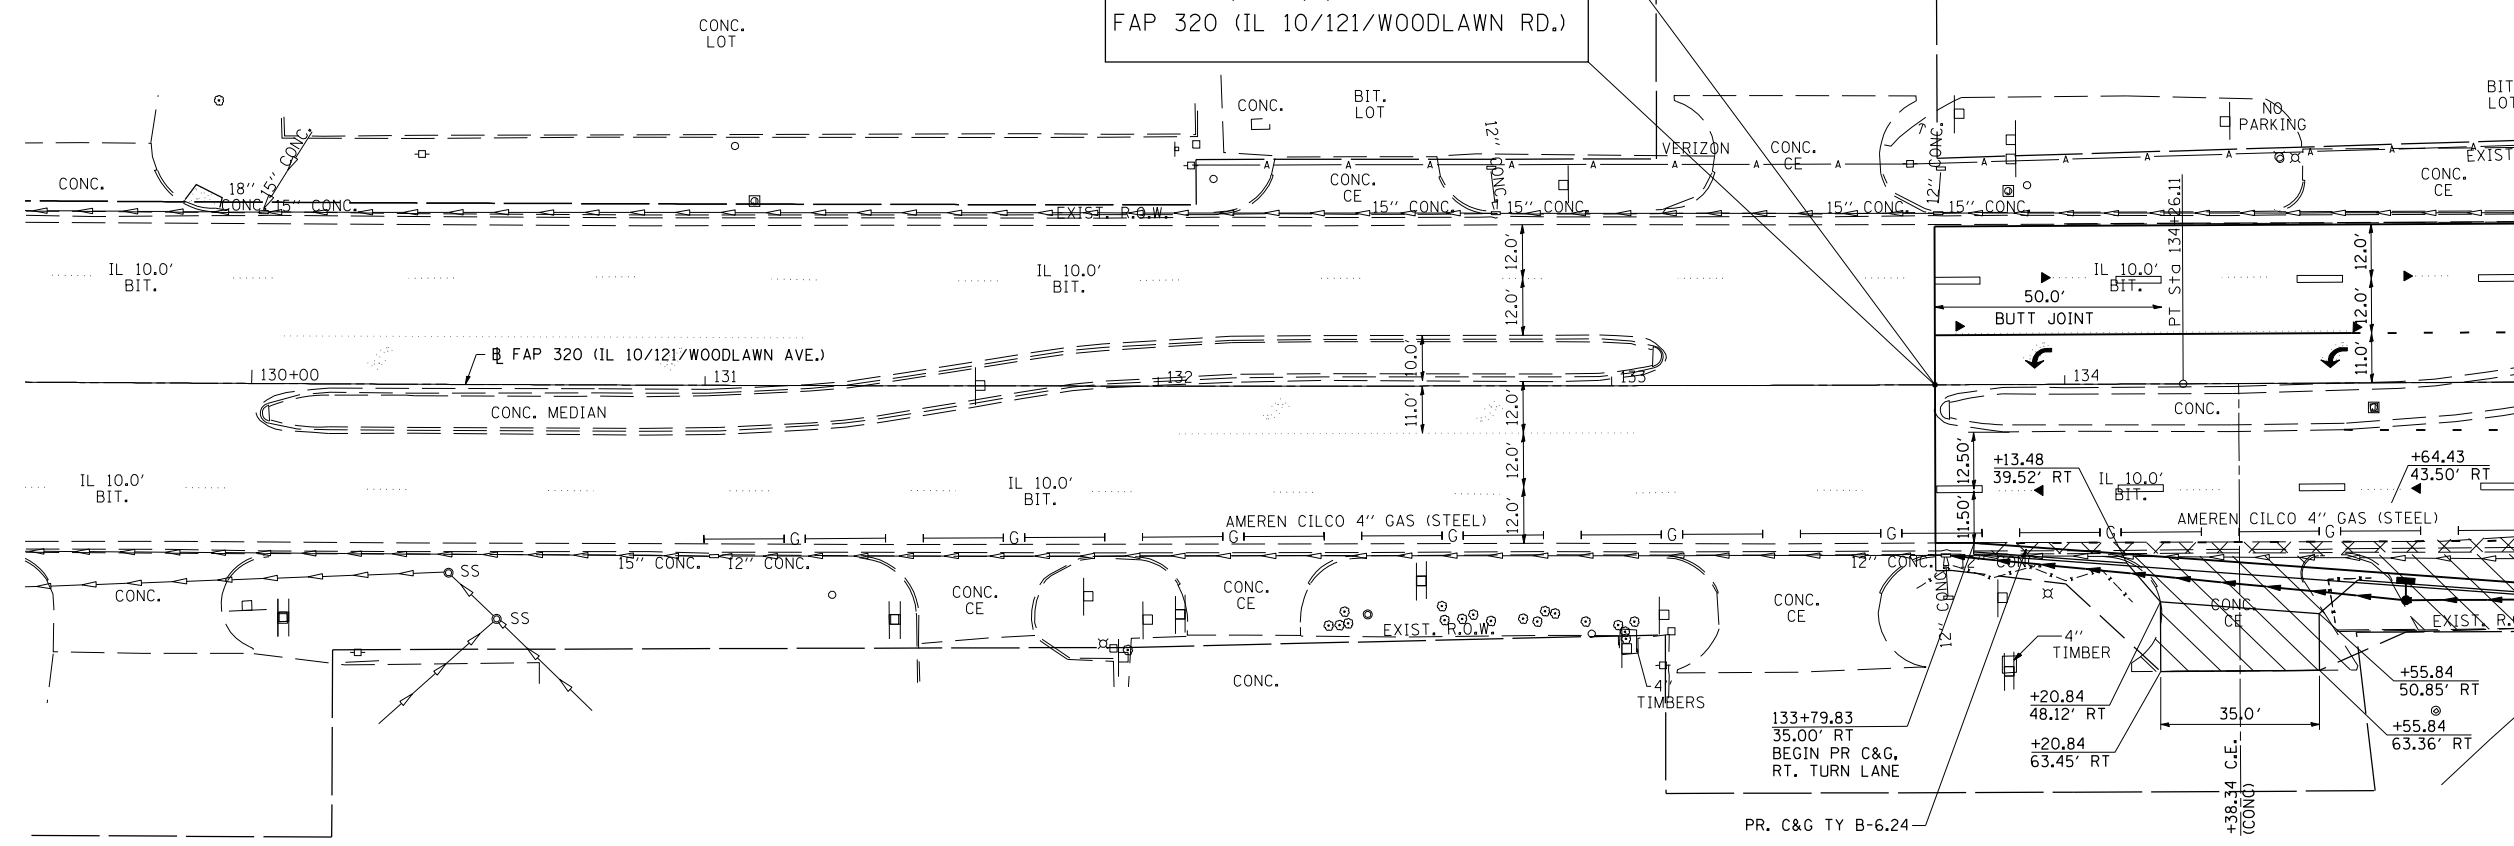 FAP 320 (IL 10/121/WOODLAWN RD.)
CONC.
LOT
CONC.
BIT.
LOT
NO
PARKING
BIT
LOT
15" CONC.
12" CONC.
VERIZON
CONC.
CE
12" CONC.
A A A A A A A A A A A A A A
EXIST
CONC.
18"
CONC.
15" CONC.
CONC.
CE
CONC.
CE
EXIST. R.O.W.
15" CONC.
15" CONC.
15" CONC.
15" CONC.
PT Sta 134+26.11
IL 10.0'
BIT.
IL 10.0'
BIT.
12.0'
12.0'
IL 10.0'
BIT.
12.0'
12.0'
11.0'
50.0'
BUTT JOINT
BL FAP 320 (IL 10/121/WOODLAWN AVE.)
10.0'
130+00
131
132
133
134
CONC. MEDIAN
11.0'
12.0'
12.0'
12.0'
CONC.
12.50'
11.50'
+13.48
39.52' RT
+64.43
43.50' RT
IL 10.0'
BIT.
IL 10.0'
BIT.
IL 10.0'
BIT.
AMEREN CILCO 4" GAS (STEEL)
AMEREN CILCO 4" GAS (STEEL)
G G G G G G G G
15" CONC.
12" CONC.
12" CONC.
12" CONC.
SS
SS
CONC.
CONC.
CE
CONC.
CE
CONC.
CE
12" CONC.
CONC
CE
EXIST. R.O.W.
EXIST. R.
4"
TIMBER
CONC.
4"
TIMBERS
+55.84
50.85' RT
+20.84
48.12' RT
35.0'
133+79.83
35.00' RT
BEGIN PR C&G,
RT. TURN LANE
+55.84
63.36' RT
+20.84
63.45' RT
+38.34 C.E.
(CONC)
PR. C&G TY B-6.24